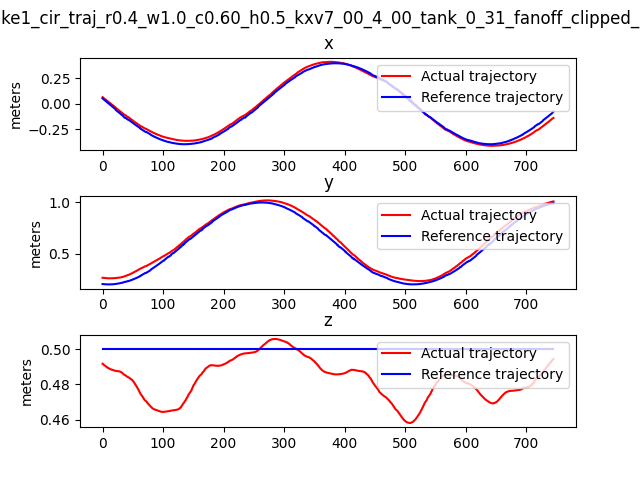 ke1_cir_traj_r0.4_w1.0_c0.60_h0.5_kxv7_00_4_00_tank_0_31_fanoff_clipped_
x
meters
0.25
0.00
−0.25
Actual trajectory
Reference trajectory
0 100 200 300 400 500 600 700
y
meters
1.0
0.5
Actual trajectory
Reference trajectory
0 100 200 300 400 500 600 700
z
meters
0.50
0.48
0.46
Actual trajectory
Reference trajectory
0 100 200 300 400 500 600 700